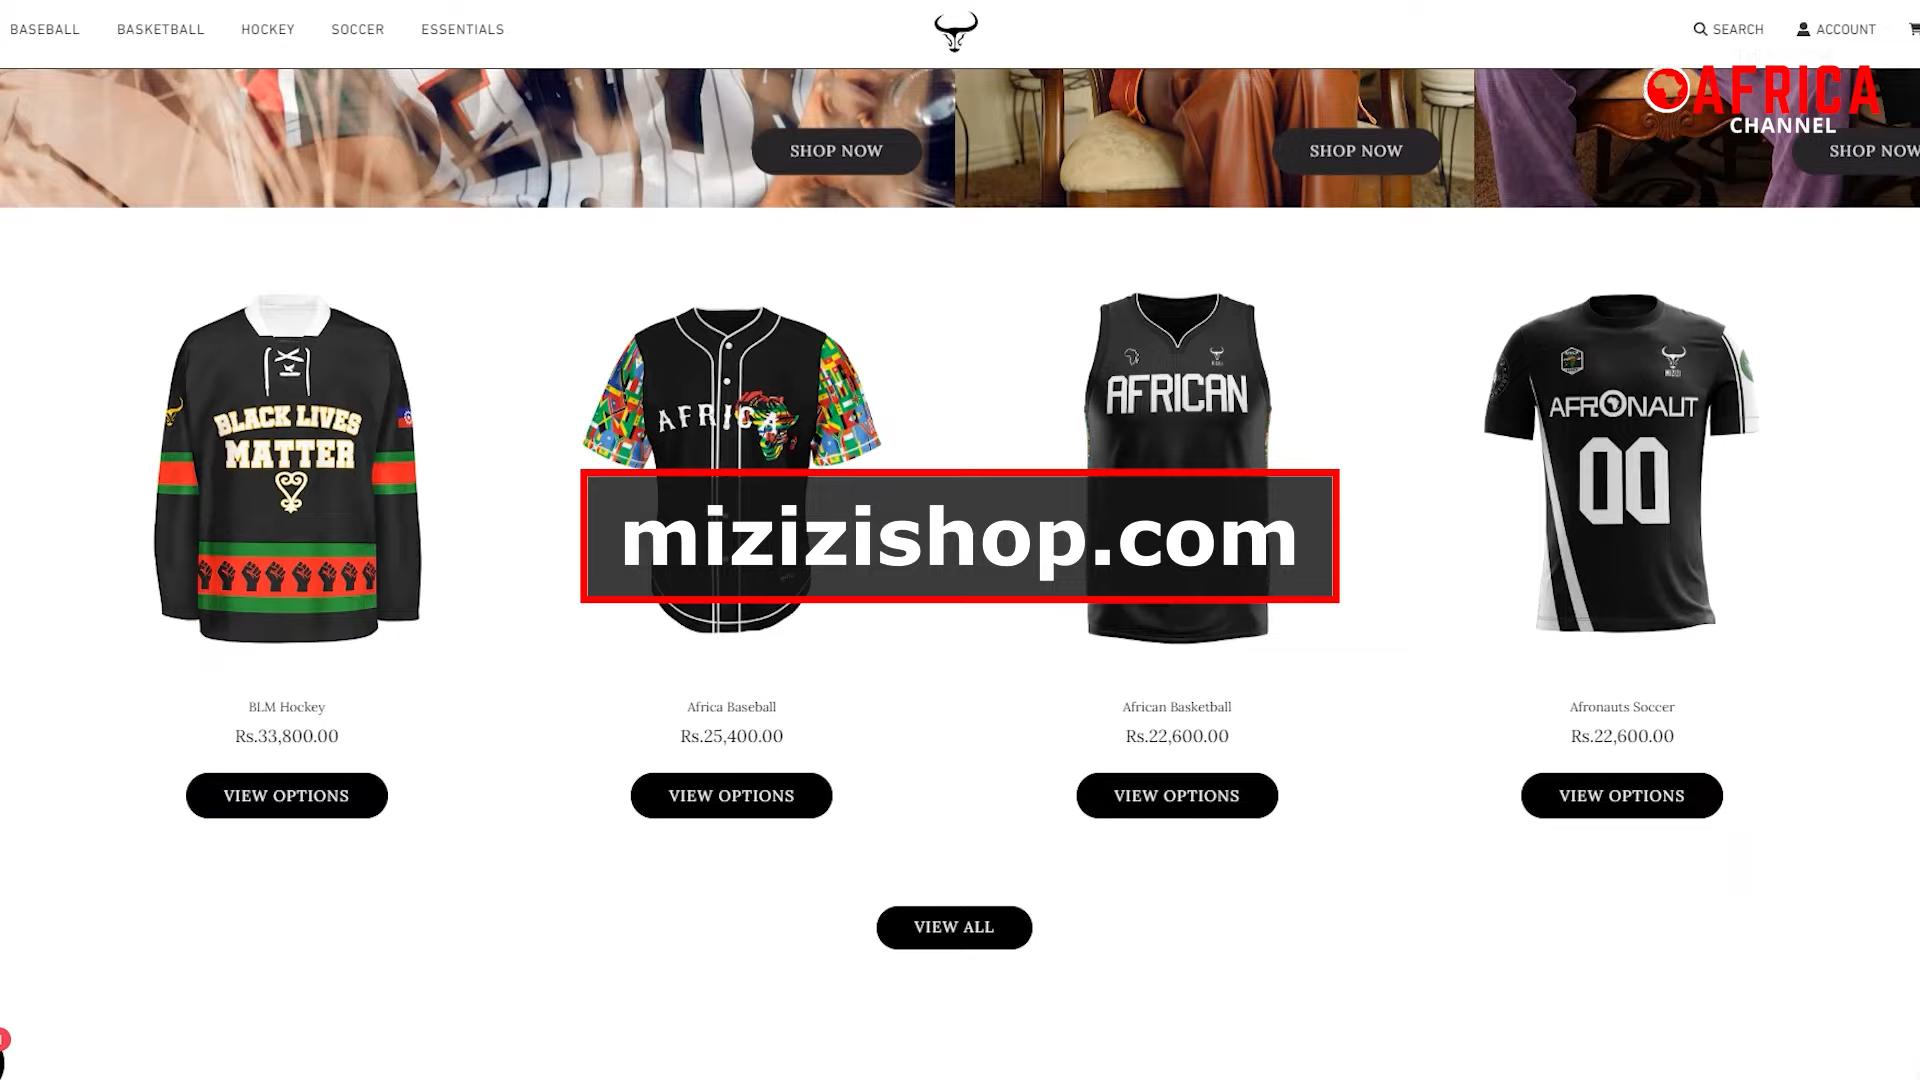 BASEBALL BASKETBALL HOCKEY SOCCER ESSENTIALS SEARCH ACCOUNT
AFRICA
CHANNEL
SHOP NOW SHOP NOW SHOP NOW
BLACK LIVES
MATTER
AFRICA
AFRICAN
MIZIZI
AFRONAUT
00
mizizishop.com
BLM Hockey Africa Baseball African Basketball Afronauts Soccer
Rs.33,800.00 Rs.25,400.00 Rs.22,600.00 Rs.22,600.00
VIEW OPTIONS VIEW OPTIONS VIEW OPTIONS VIEW OPTIONS
VIEW ALL